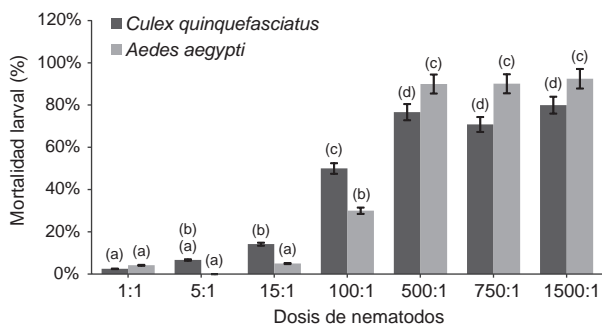 120%
100%
80%
60%
40%
20%
0%
Mortalidad larval (%)
Culex quinquefasciatus
Aedes aegypti
(a)
(a)
(b)
(a)
(a)
(b)
(a)
(c)
(b)
(d)
(c)
(d)
(c)
(d)
(c)
1:1
5:1
15:1
100:1
500:1
750:1
1500:1
Dosis de nematodos